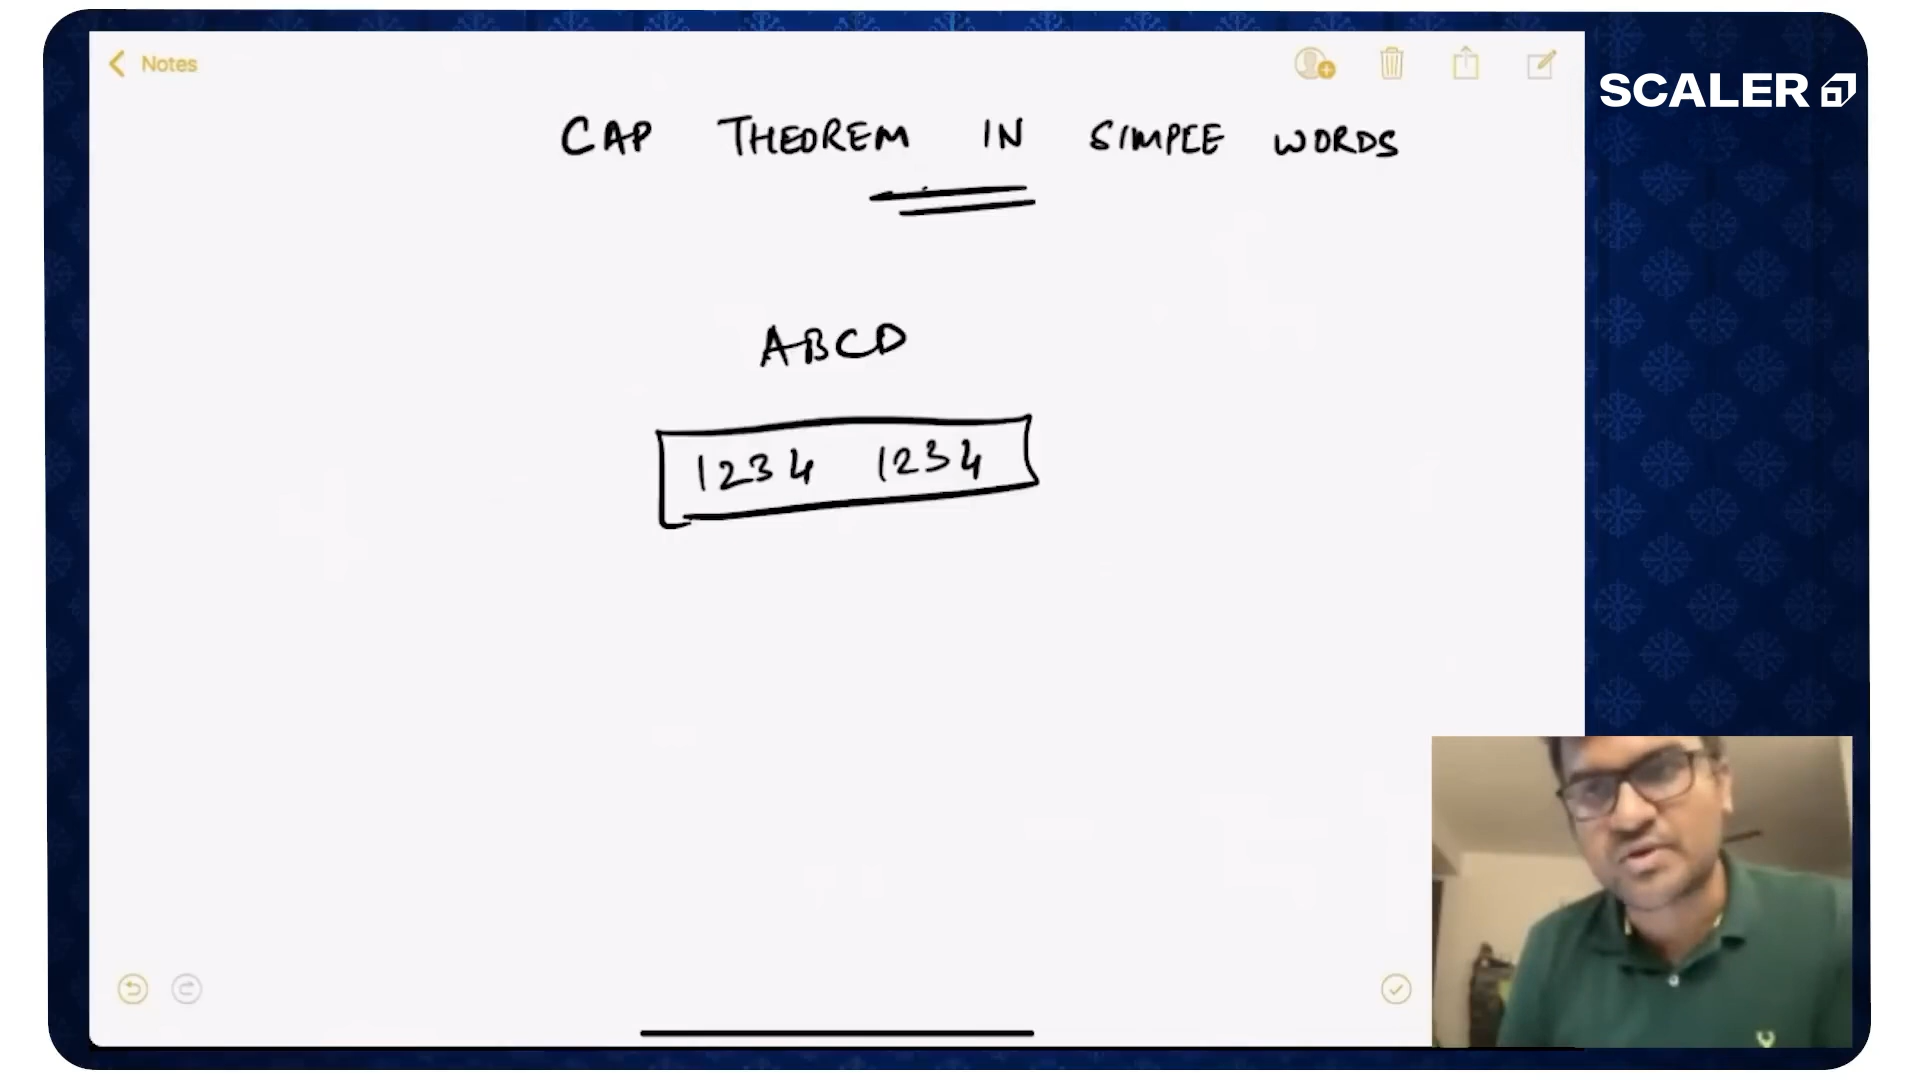 Notes
SCALER
CAP THEOREM IN SIMPLE WORDS
ABCD
1234 1234